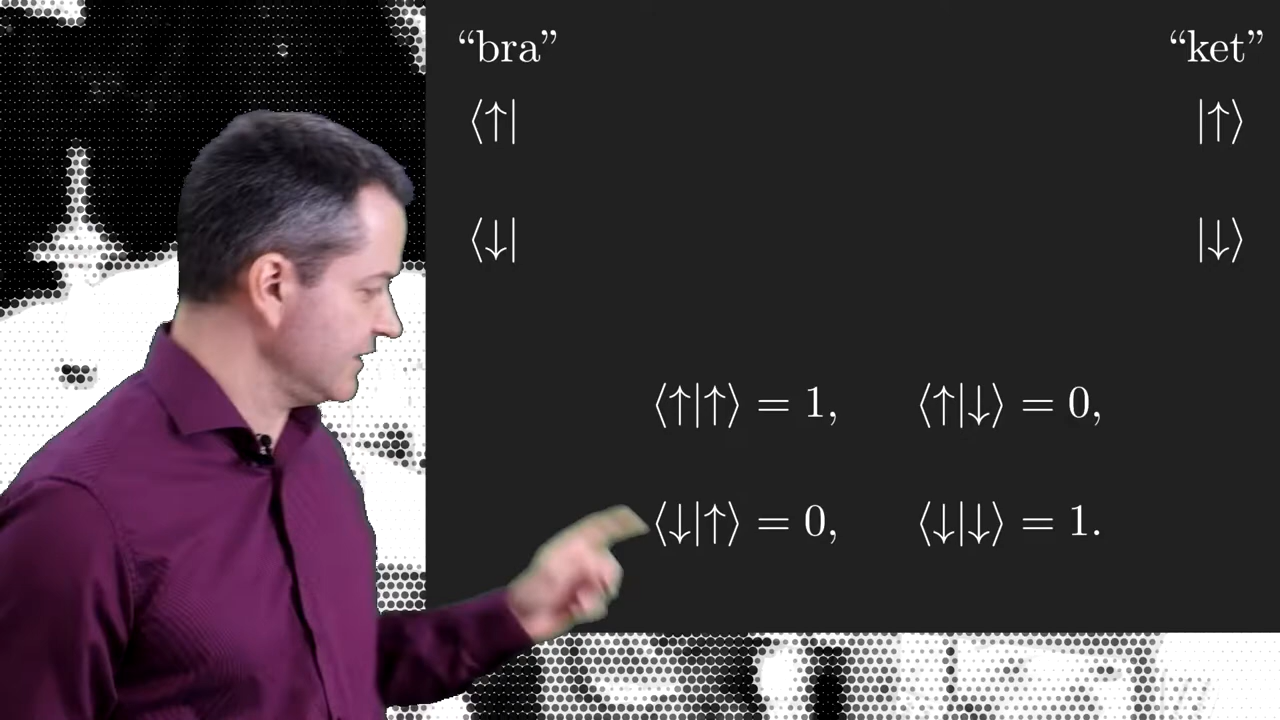 “bra” “ket”
⟨↑| |↑⟩
⟨↓| |↓⟩
⟨↑|↑⟩ = 1, ⟨↑|↓⟩ = 0,
⟨↓|↑⟩ = 0, ⟨↓|↓⟩ = 1.